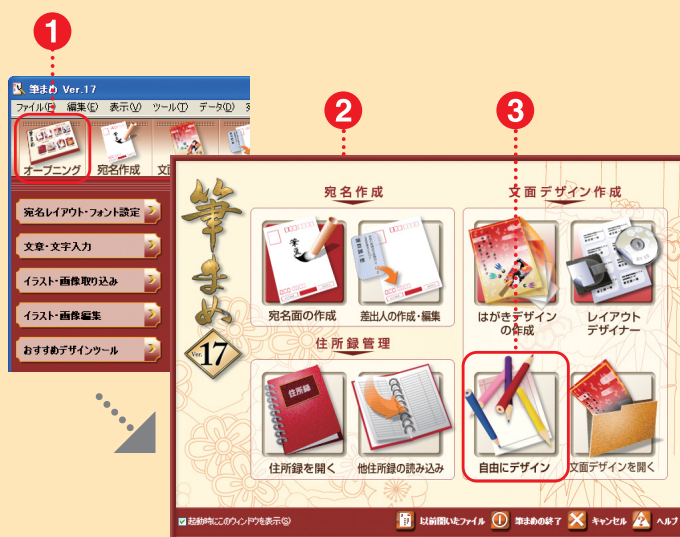 1
2
3
筆まめ Ver.17
ファイル(F) 編集(E) 表示(V) ツール(T) データ(D)
オープニング
宛名作成
宛名レイアウト・フォント設定
文章・文字入力
イラスト・画像取り込み
イラスト・画像編集
おすすめデザインツール
筆まめ
Ver.17
宛名作成
宛名面の作成
差出人の作成・編集
文面デザイン作成
はがきデザイン
の作成
レイアウト
デザイナー
住所録管理
住所録
住所録を開く
他住所録の読み込み
自由にデザイン
文面デザインを開く
起動時にこのウィンドウを表示(S)
以前開いたファイル
筆まめの終了
キャンセル
ヘルプ